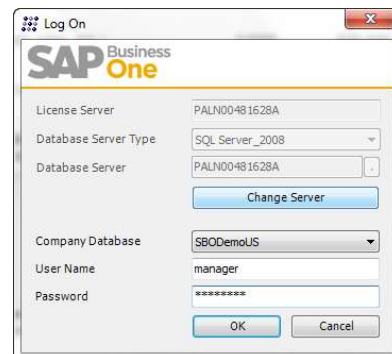 Log On
SAP Business One
License Server PALN00481628A
Database Server Type SQL Server_2008
Database Server PALN00481628A .
Change Server
Company Database SBODemoUS
User Name manager
Password ********
OK Cancel